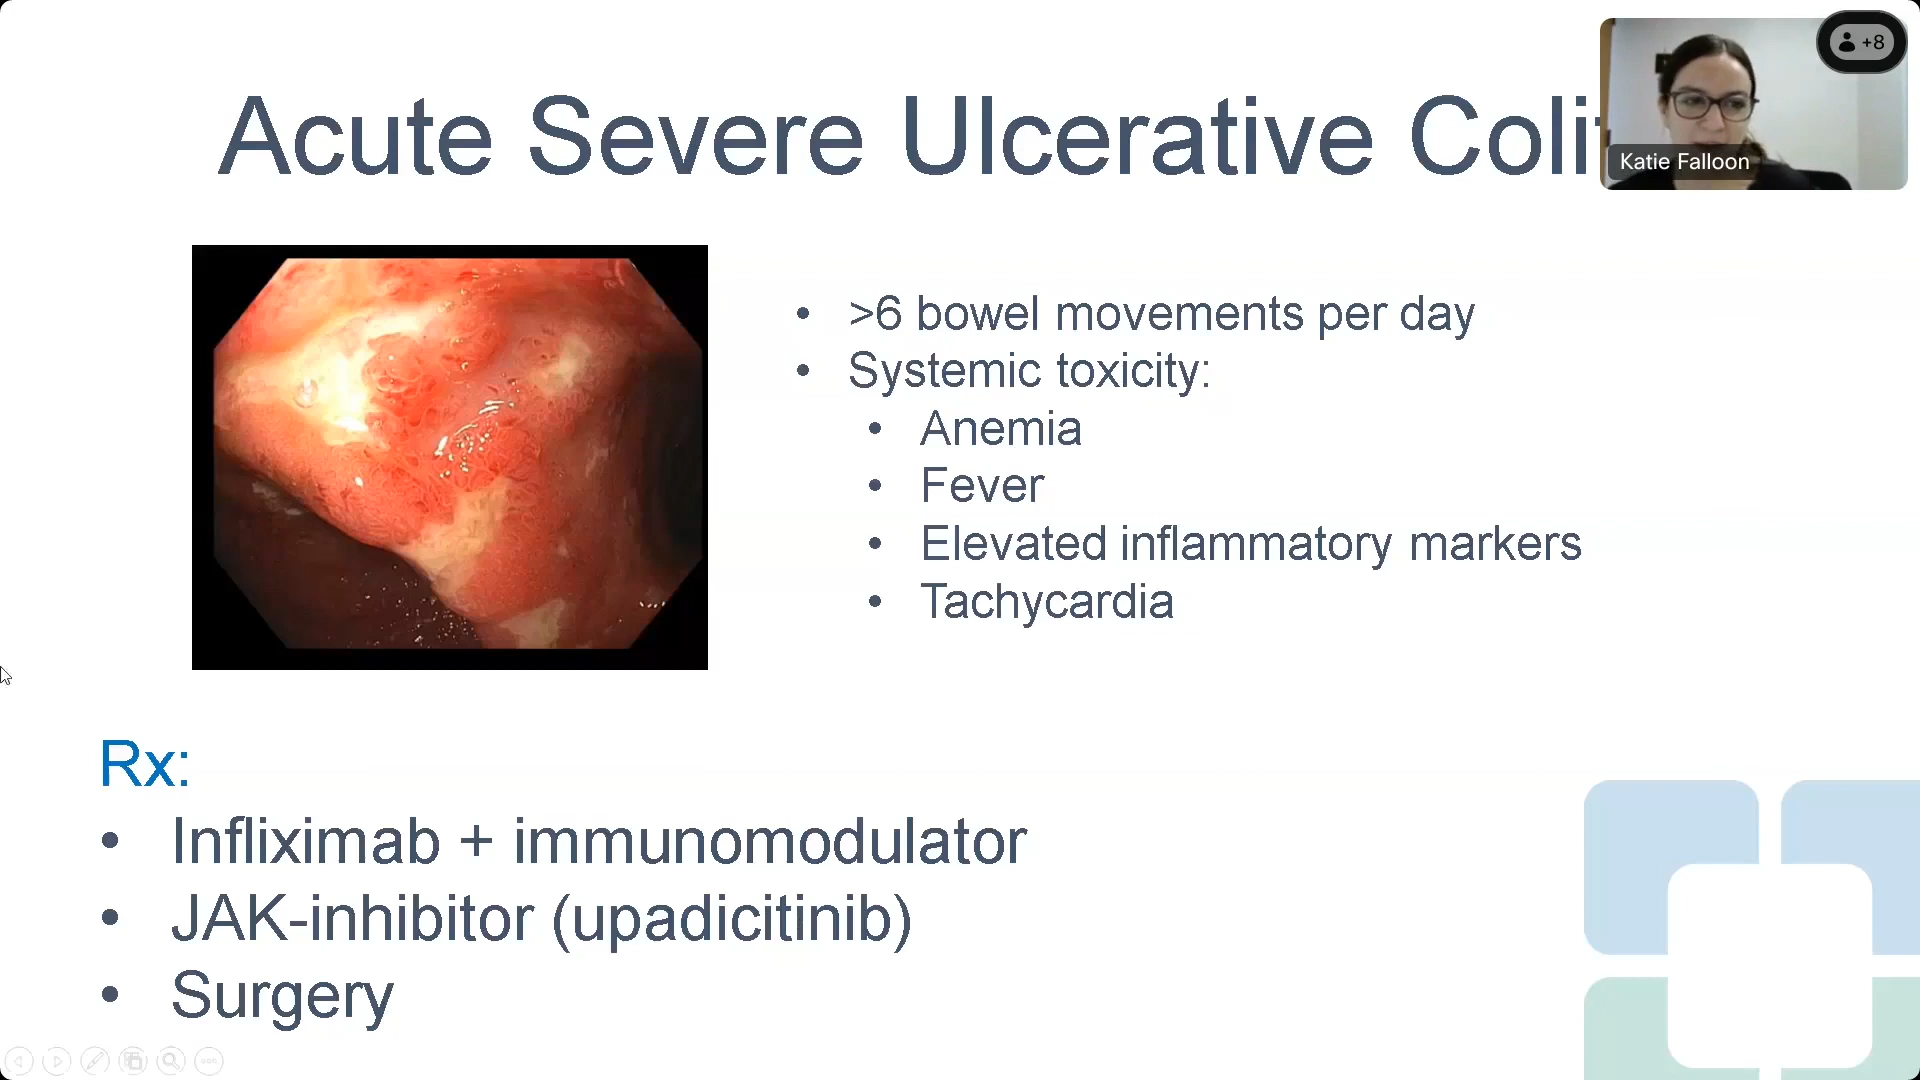 Acute Severe Ulcerative
+8
Katie Falloon
• >6 bowel movements per day
• Systemic toxicity:
• Anemia
• Fever
• Elevated inflammatory markers
• Tachycardia
Rx:
• Infliximab + immunomodulator
• JAK-inhibitor (upadicitinib)
• Surgery